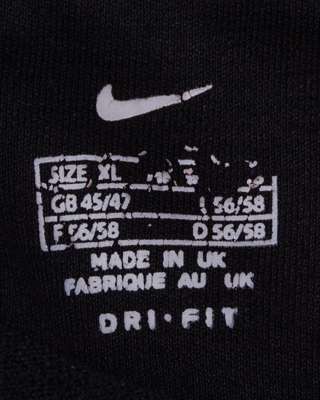 SIZE XL
GB 45/47 I 56/58
F 56/58 D 56/58
MADE IN UK
FABRIQUE AU UK
DRI•FIT